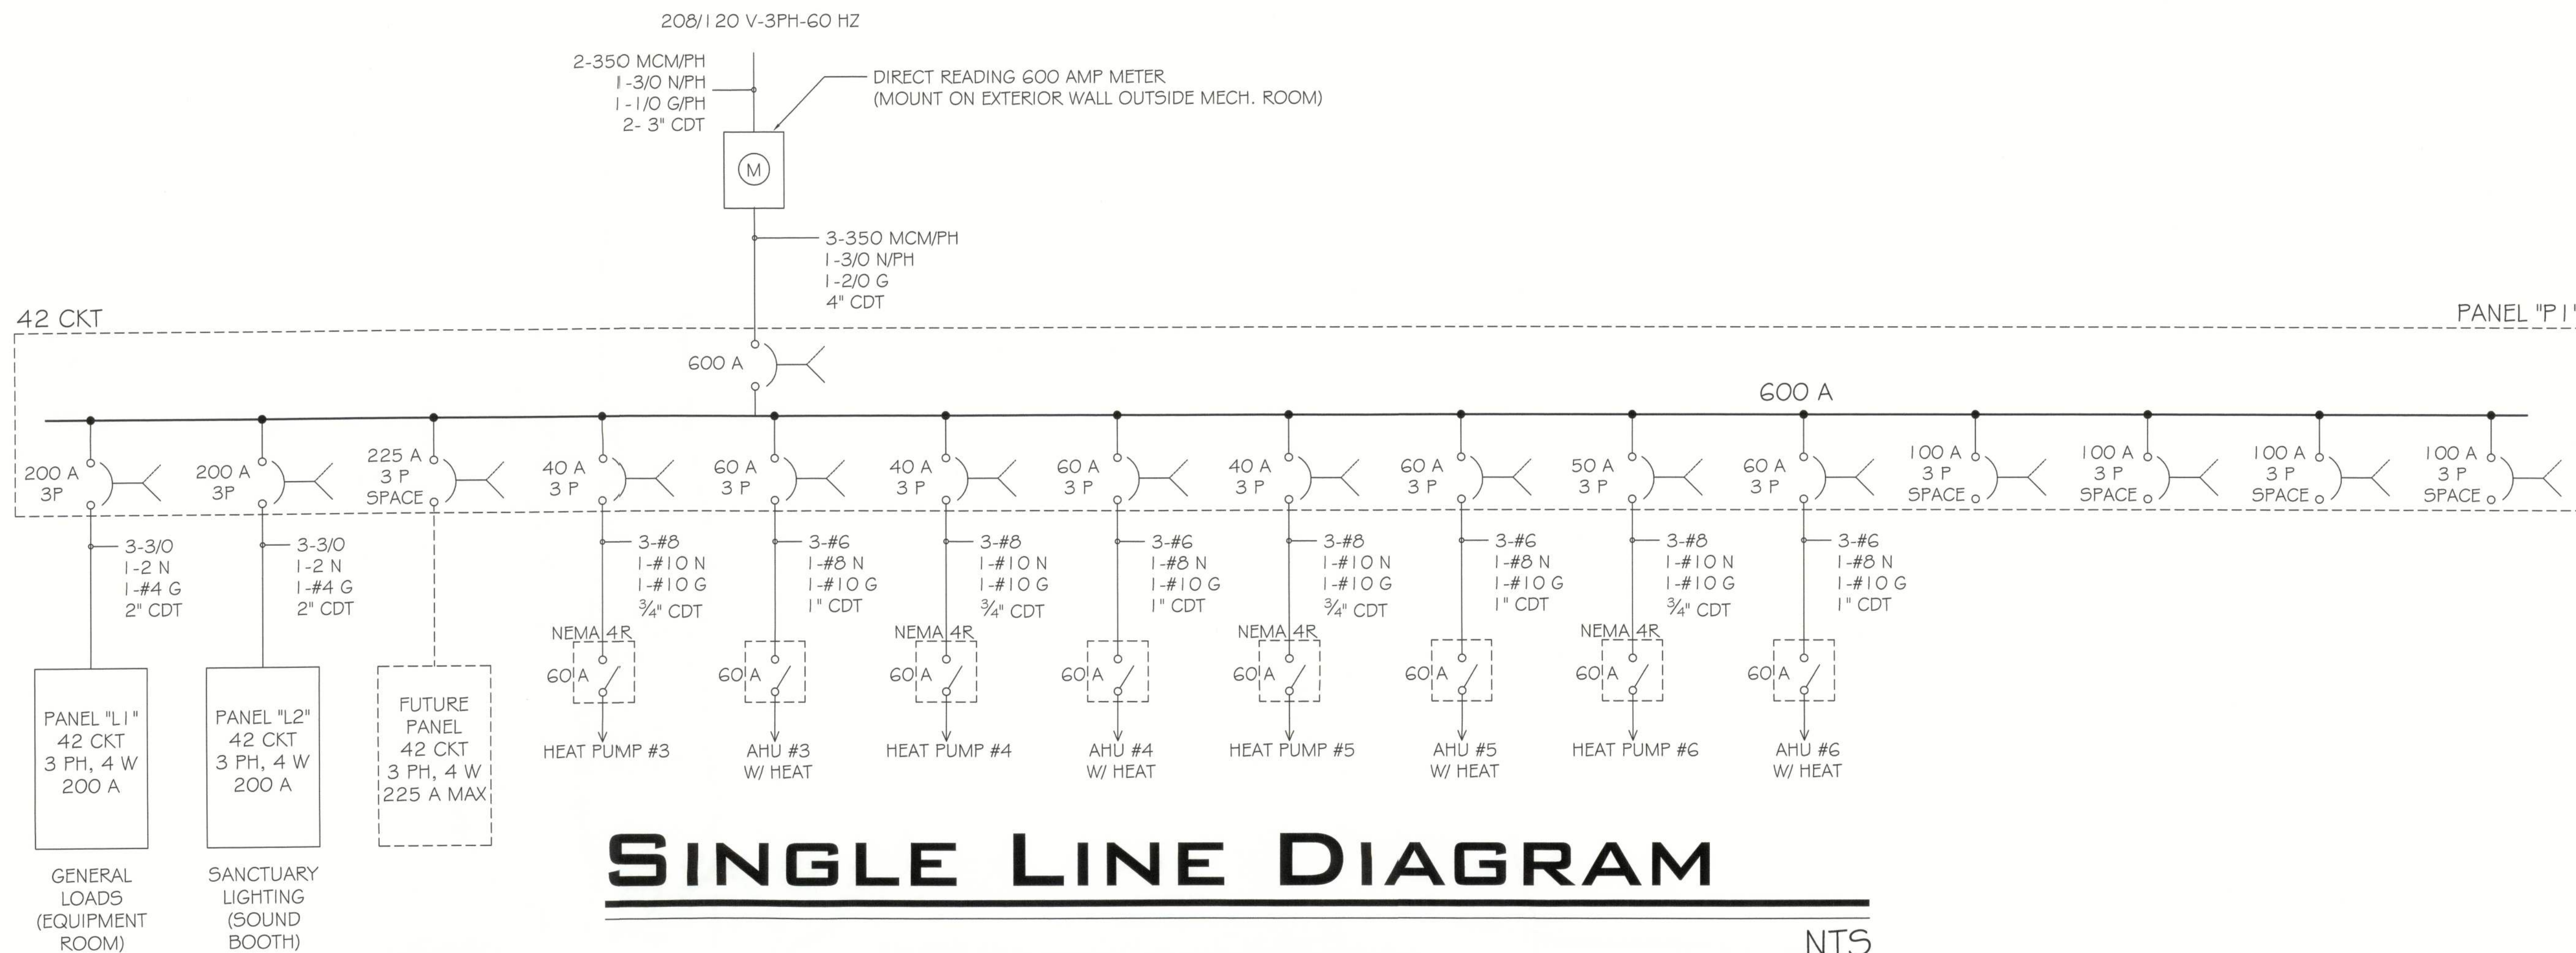 208/120 V-3PH-60 HZ
2-350 MCM/PH
1-3/0 N/PH
1-1/0 G/PH
2- 3" CDT
DIRECT READING 600 AMP METER
(MOUNT ON EXTERIOR WALL OUTSIDE MECH. ROOM)
M
3-350 MCM/PH
1-3/0 N/PH
1-2/0 G
4" CDT
42 CKT
PANEL "P1"
600 A
600 A
200 A
3P
200 A
3P
225 A
3 P
SPACE
40 A
3 P
60 A
3 P
40 A
3 P
60 A
3 P
40 A
3 P
60 A
3 P
50 A
3 P
60 A
3 P
100 A
3 P
SPACE
100 A
3 P
SPACE
100 A
3 P
SPACE
100 A
3 P
SPACE
3-3/0
1-2 N
1-#4 G
2" CDT
3-3/0
1-2 N
1-#4 G
2" CDT
3-#8
1-#10 N
1-#10 G
3/4" CDT
3-#6
1-#8 N
1-#10 G
1" CDT
3-#8
1-#10 N
1-#10 G
3/4" CDT
3-#6
1-#8 N
1-#10 G
1" CDT
3-#8
1-#10 N
1-#10 G
3/4" CDT
3-#6
1-#8 N
1-#10 G
1" CDT
3-#8
1-#10 N
1-#10 G
3/4" CDT
3-#6
1-#8 N
1-#10 G
1" CDT
NEMA 4R
NEMA 4R
NEMA 4R
NEMA 4R
60 A
60 A
60 A
60 A
60 A
60 A
60 A
60 A
PANEL "L1"
42 CKT
3 PH, 4 W
200 A
PANEL "L2"
42 CKT
3 PH, 4 W
200 A
FUTURE
PANEL
42 CKT
3 PH, 4 W
225 A MAX
HEAT PUMP #3
AHU #3
W/ HEAT
HEAT PUMP #4
AHU #4
W/ HEAT
HEAT PUMP #5
AHU #5
W/ HEAT
HEAT PUMP #6
AHU #6
W/ HEAT
GENERAL
LOADS
(EQUIPMENT
ROOM)
SANCTUARY
LIGHTING
(SOUND
BOOTH)
SINGLE LINE DIAGRAM
NTS